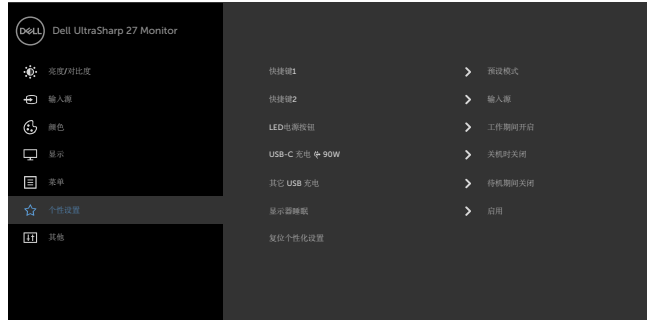 DELL Dell UltraSharp 27 Monitor
亮度/对比度
输入源
颜色
显示
菜单
个性设置
其他
快捷键1 预设模式
快捷键2 输入源
LED电源按钮 工作期间开启
USB-C 充电 90W 关机时关闭
其它 USB 充电 待机期间关闭
显示器睡眠 启用
复位个性化设置